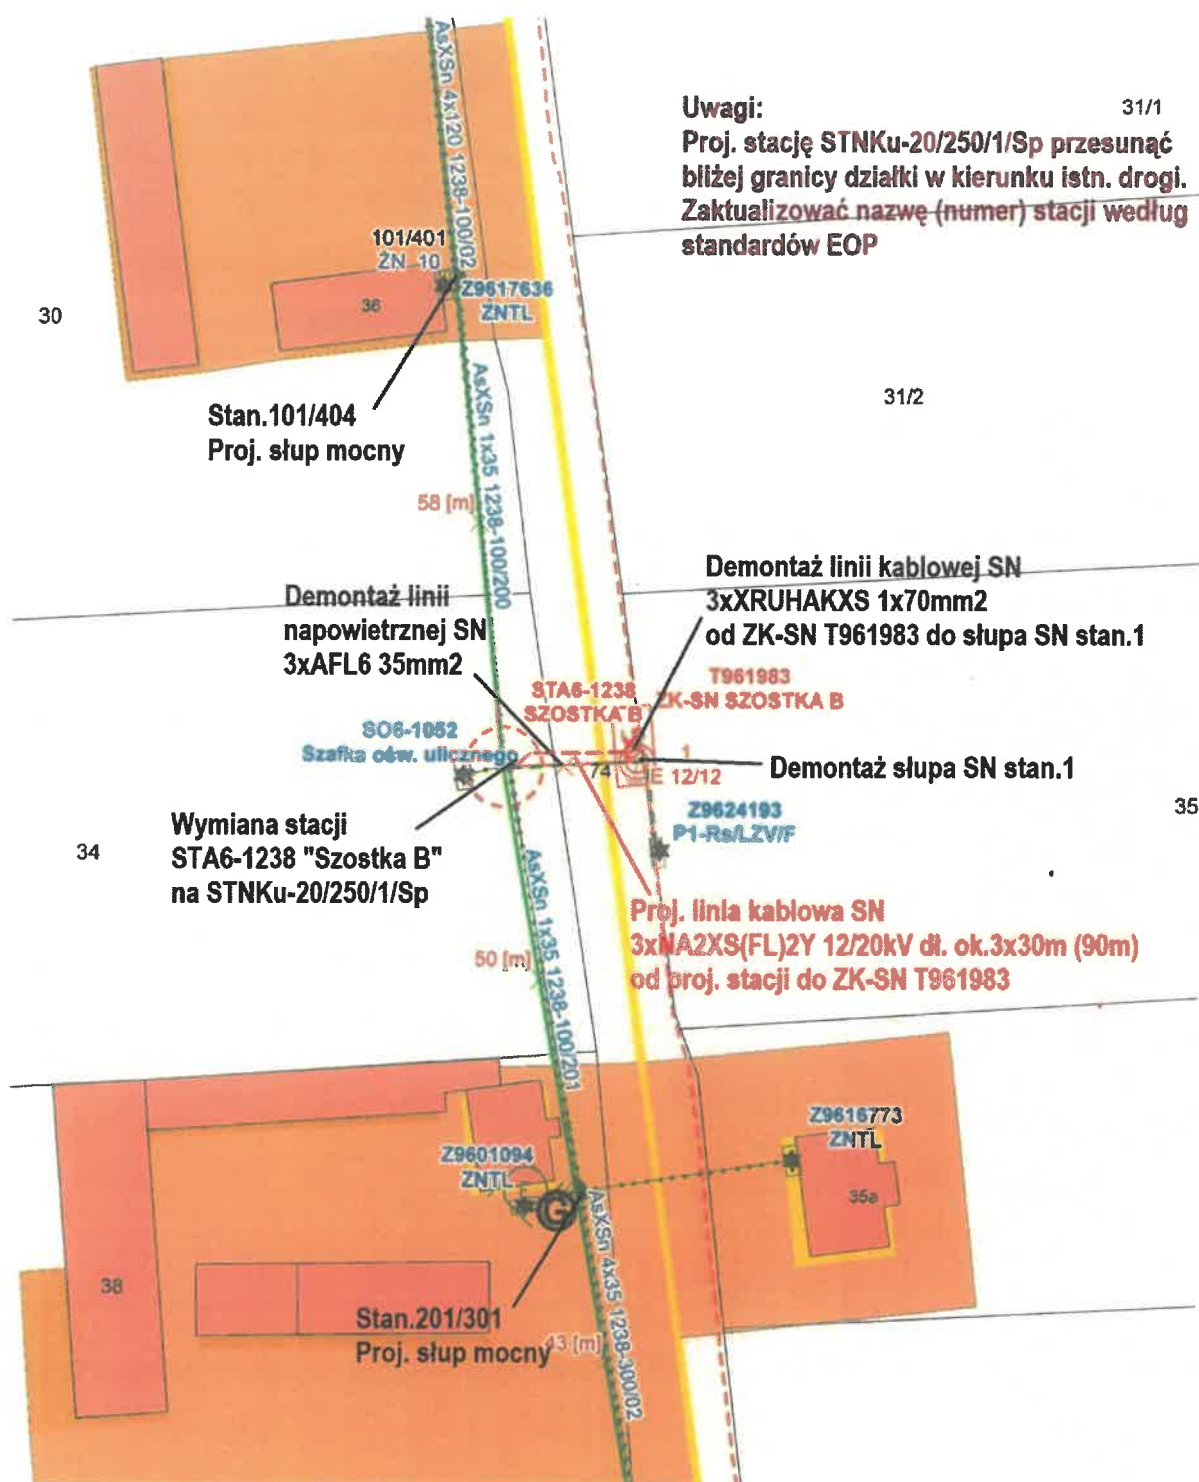 Uwagi:
31/1
Proj. stację STNKu-20/250/1/Sp przesunąć
bliżej granicy działki w kierunku istn. drogi.
Zaktualizować nazwę (numer) stacji według
standardów EOP
AsXSn 4x120 1238-100/02
101/401
ŻN 10
Z9617636
ZNTL
36
30
31/2
Stan.101/404
Proj. słup mocny
AsXSn 1x35 1238-100/200
58 [m]
Demontaż linii kablowej SN
3xXRUHAKXS 1x70mm2
od ZK-SN T961983 do słupa SN stan.1
Demontaż linii
napowietrznej SN
3xAFL6 35mm2
T961983
ZK-SN SZOSTKA B
STA6-1238
SZOSTKA B
SO6-1052
Szafka ośw. ulicznego
74
1
E 12/12
Demontaż słupa SN stan.1
Z9624193
P1-Rs/LZV/F
35
34
Wymiana stacji
STA6-1238 "Szostka B"
na STNKu-20/250/1/Sp
AsXSn 1x35 1238-100/201
50 [m]
Proj. linia kablowa SN
3xNA2XS(FL)2Y 12/20kV dł. ok.3x30m (90m)
od proj. stacji do ZK-SN T961983
Z9616773
ZNTL
Z9601094
ZNTL
G
35a
38
AsXSn 4x35 1238-300/02
Stan.201/301
Proj. słup mocny
43 [m]